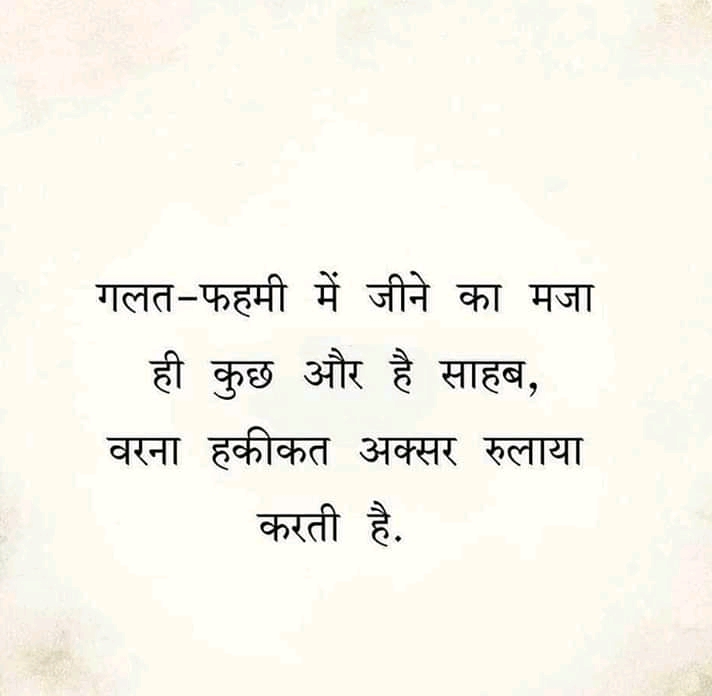 गलत-फहमी में जीने का मजा
ही कुछ और है साहब,
वरना हकीकत अक्सर रुलाया
करती है.